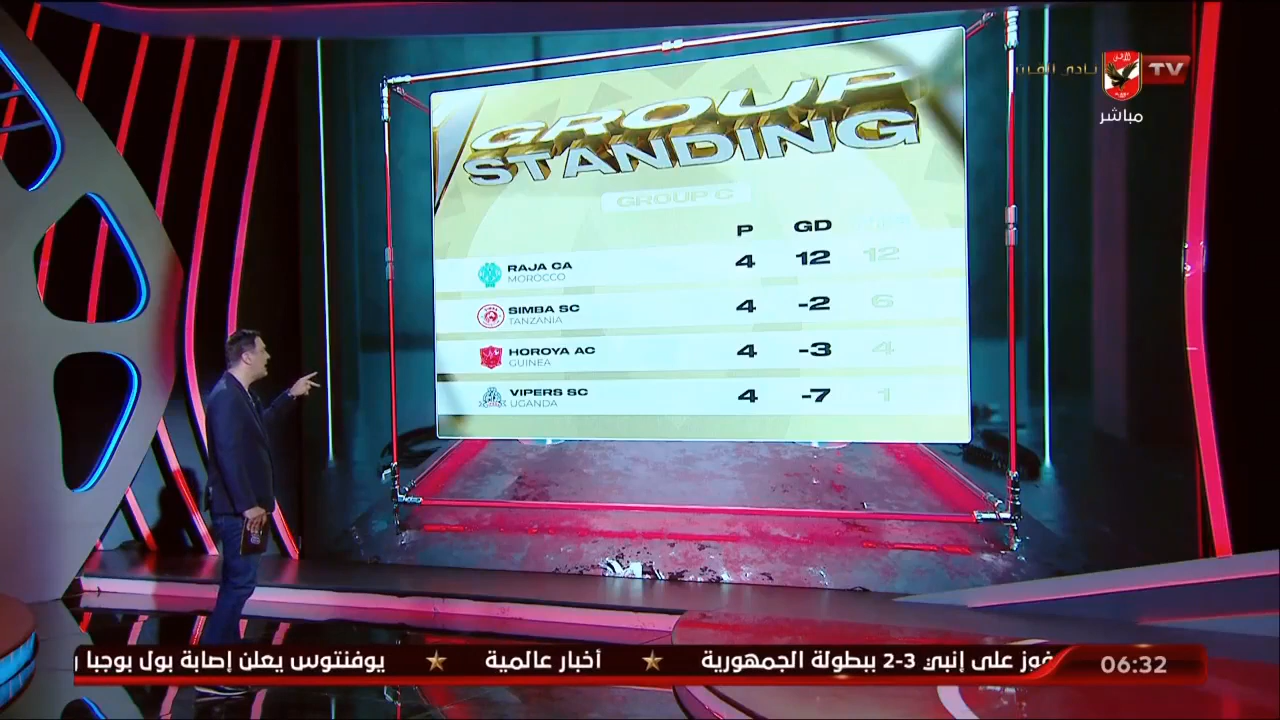 GROUP
STANDING
GROUP C
P GD
RAJA CA 4 12 12
MOROCCO
SIMBA SC 4 -2 6
TANZANIA
HOROYA AC 4 -3 4
GUINEA
VIPERS SC 4 -7 1
UGANDA
TV
مباشر
فوز على إنبي 3-2 ببطولة الجمهورية ★ أخبار عالمية ★ يوفنتوس يعلن إصابة بول بوجبا
06:32